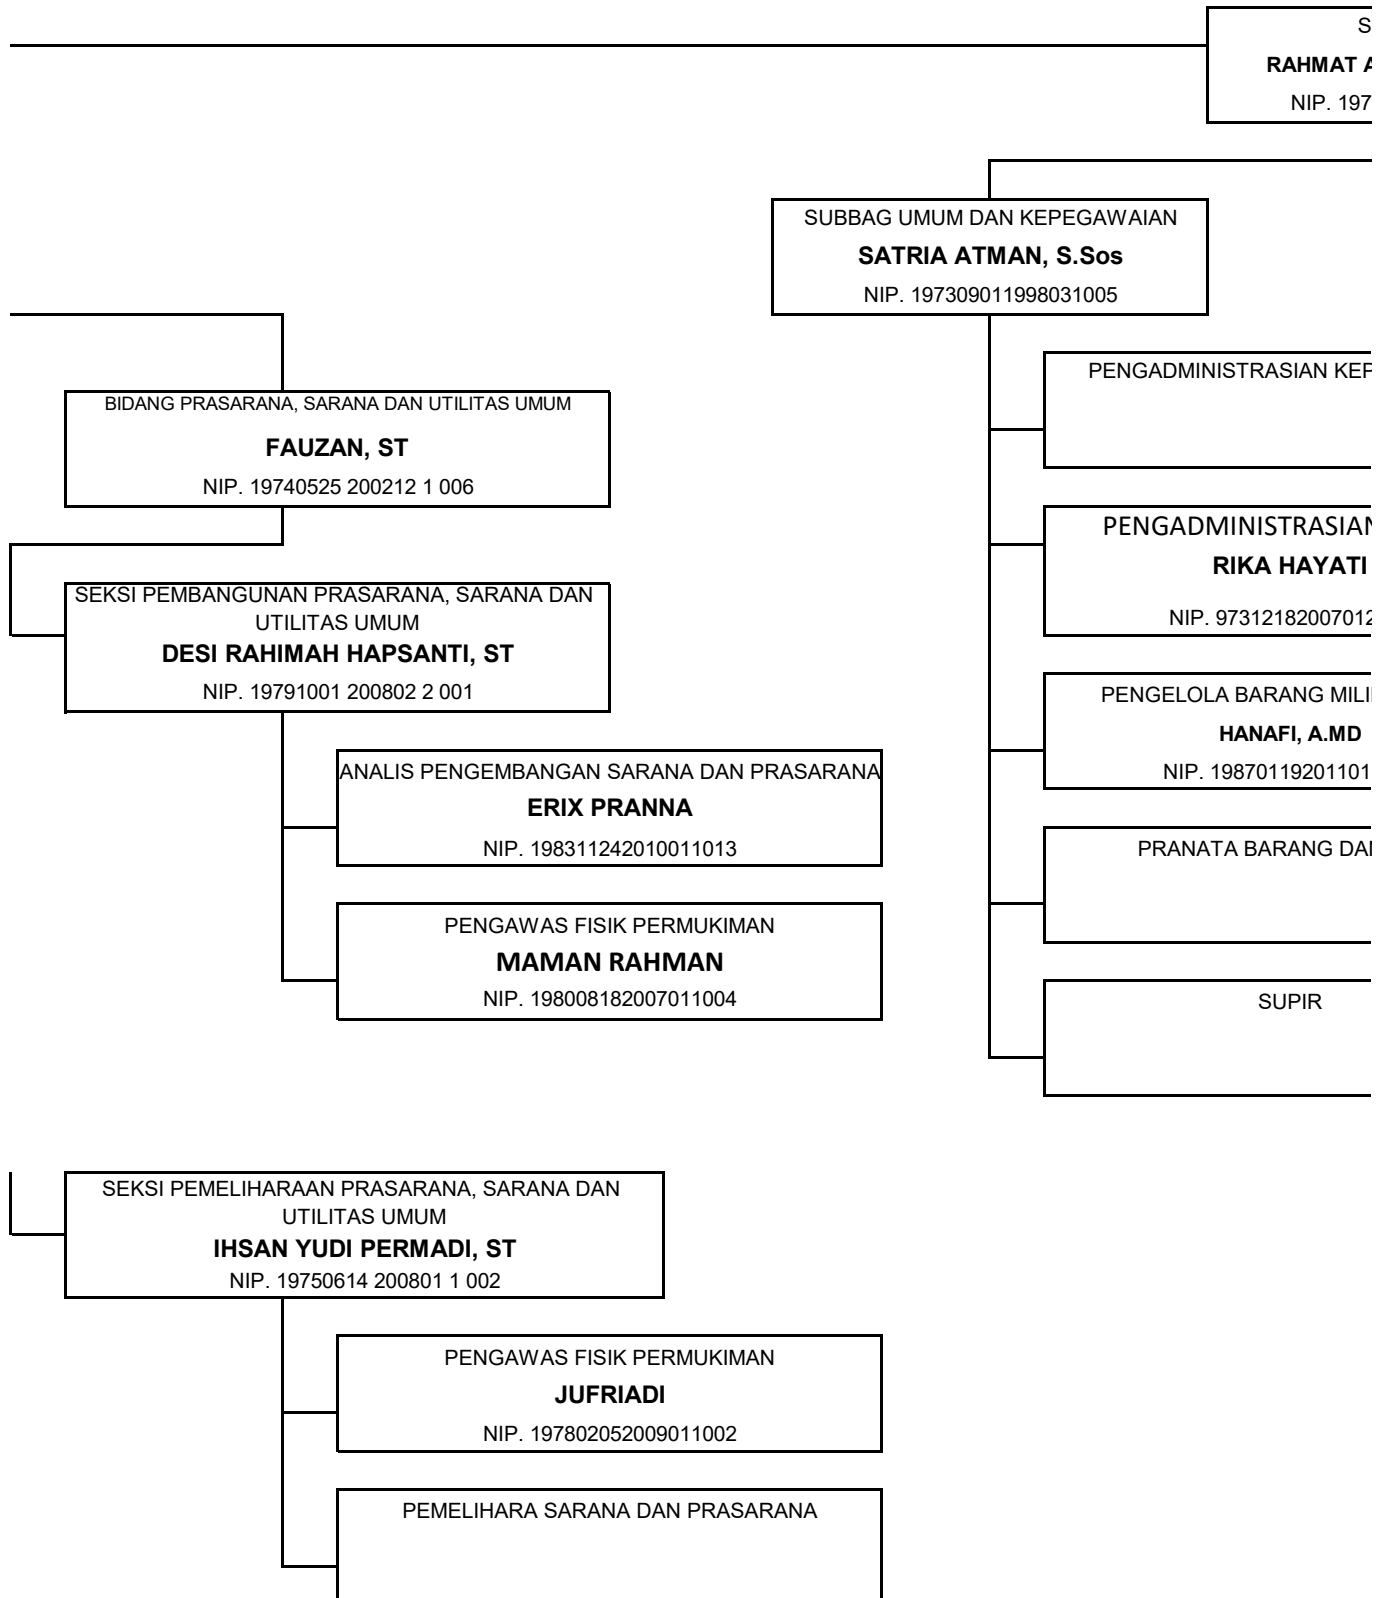 S
RAHMAT
NIP. 197
SUBBAG UMUM DAN KEPEGAWAIAN
SATRIA ATMAN, S.Sos
NIP. 197309011998031005
BIDANG PRASARANA, SARANA DAN UTILITAS UMUM
FAUZAN, ST
NIP. 19740525 200212 1 006
SEKSI PEMBANGUNAN PRASARANA, SARANA DAN
UTILITAS UMUM
DESI RAHIMAH HAPSANTI, ST
NIP. 19791001 200802 2 001
ANALIS PENGEMBANGAN SARANA DAN PRASARANA
ERIX PRANNA
NIP. 198311242010011013
PENGAWAS FISIK PERMUKIMAN
MAMAN RAHMAN
NIP. 198008182007011004
PENGADMINISTRASIAN KEP
PENGADMINISTRASIAN
RIKA HAYATI
NIP. 97312182007012
PENGELOLA BARANG MILI
HANAFI, A.MD
NIP. 19870119201101
PRANATA BARANG DA
SUPIR
SEKSI PEMELIHARAAN PRASARANA, SARANA DAN
UTILITAS UMUM
IHSAN YUDI PERMADI, ST
NIP. 19750614 200801 1 002
PENGAWAS FISIK PERMUKIMAN
JUFRIADI
NIP. 197802052009011002
PEMELIHARA SARANA DAN PRASARANA